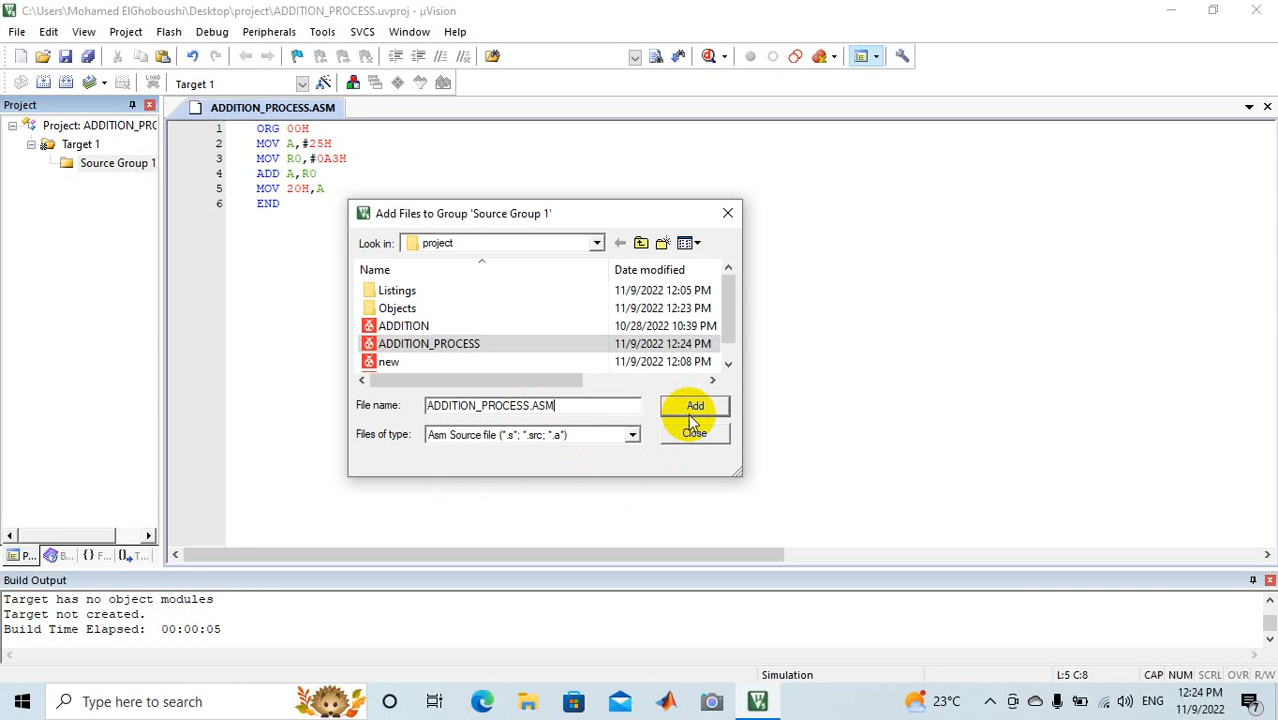 C:\Users\Mohamed ElGhoboushi\Desktop\project\ADDITION_PROCESS.uvproj - µVision
File Edit View Project Flash Debug Peripherals Tools SVCS Window Help
LOAD Target 1
Project
ADDITION_PROCESS.ASM
Project: ADDITION_PRO
Target 1
Source Group 1
1 ORG 00H
2 MOV A,#25H
3 MOV R0,#0A3H
4 ADD A,R0
5 MOV 20H,A
6 END
Add Files to Group 'Source Group 1'
Look in: project
Name Date modified
Listings 11/9/2022 12:05 PM
Objects 11/9/2022 12:23 PM
ADDITION 10/28/2022 10:39 PM
ADDITION_PROCESS 11/9/2022 12:24 PM
new 11/9/2022 12:08 PM
File name: ADDITION_PROCESS.ASM Add
Files of type: Asm Source file (*.s*; *.src; *.a*) Close
P... B... {} F... () T...
Build Output
Target has no object modules
Target not created.
Build Time Elapsed: 00:00:05
Simulation L:5 C:8 CAP NUM SCRL OVR R/W
Type here to search 23°C ENG 12:24 PM
11/9/2022
7